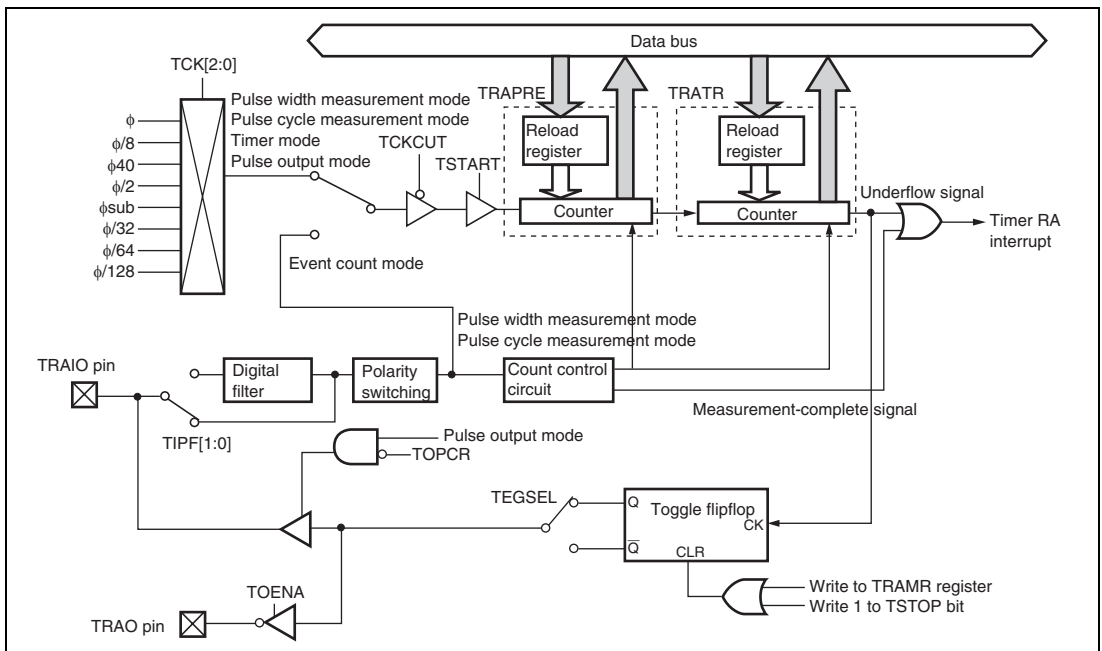 Data bus
TCK[2:0]
Pulse width measurement mode
Pulse cycle measurement mode
Timer mode
Pulse output mode
φ
φ/8
φ40
φ/2
φsub
φ/32
φ/64
φ/128
TCKCUT
TSTART
TRAPRE
Reload
register
Counter
TRATR
Reload
register
Counter
Underflow signal
Timer RA
interrupt
Event count mode
Pulse width measurement mode
Pulse cycle measurement mode
TRAIO pin
Digital
filter
Polarity
switching
Count control
circuit
Measurement-complete signal
TIPF[1:0]
Pulse output mode
TOPCR
TEGSEL
Q
Toggle flipflop
CK
Q̅
CLR
Write to TRAMR register
Write 1 to TSTOP bit
TOENA
TRAO pin